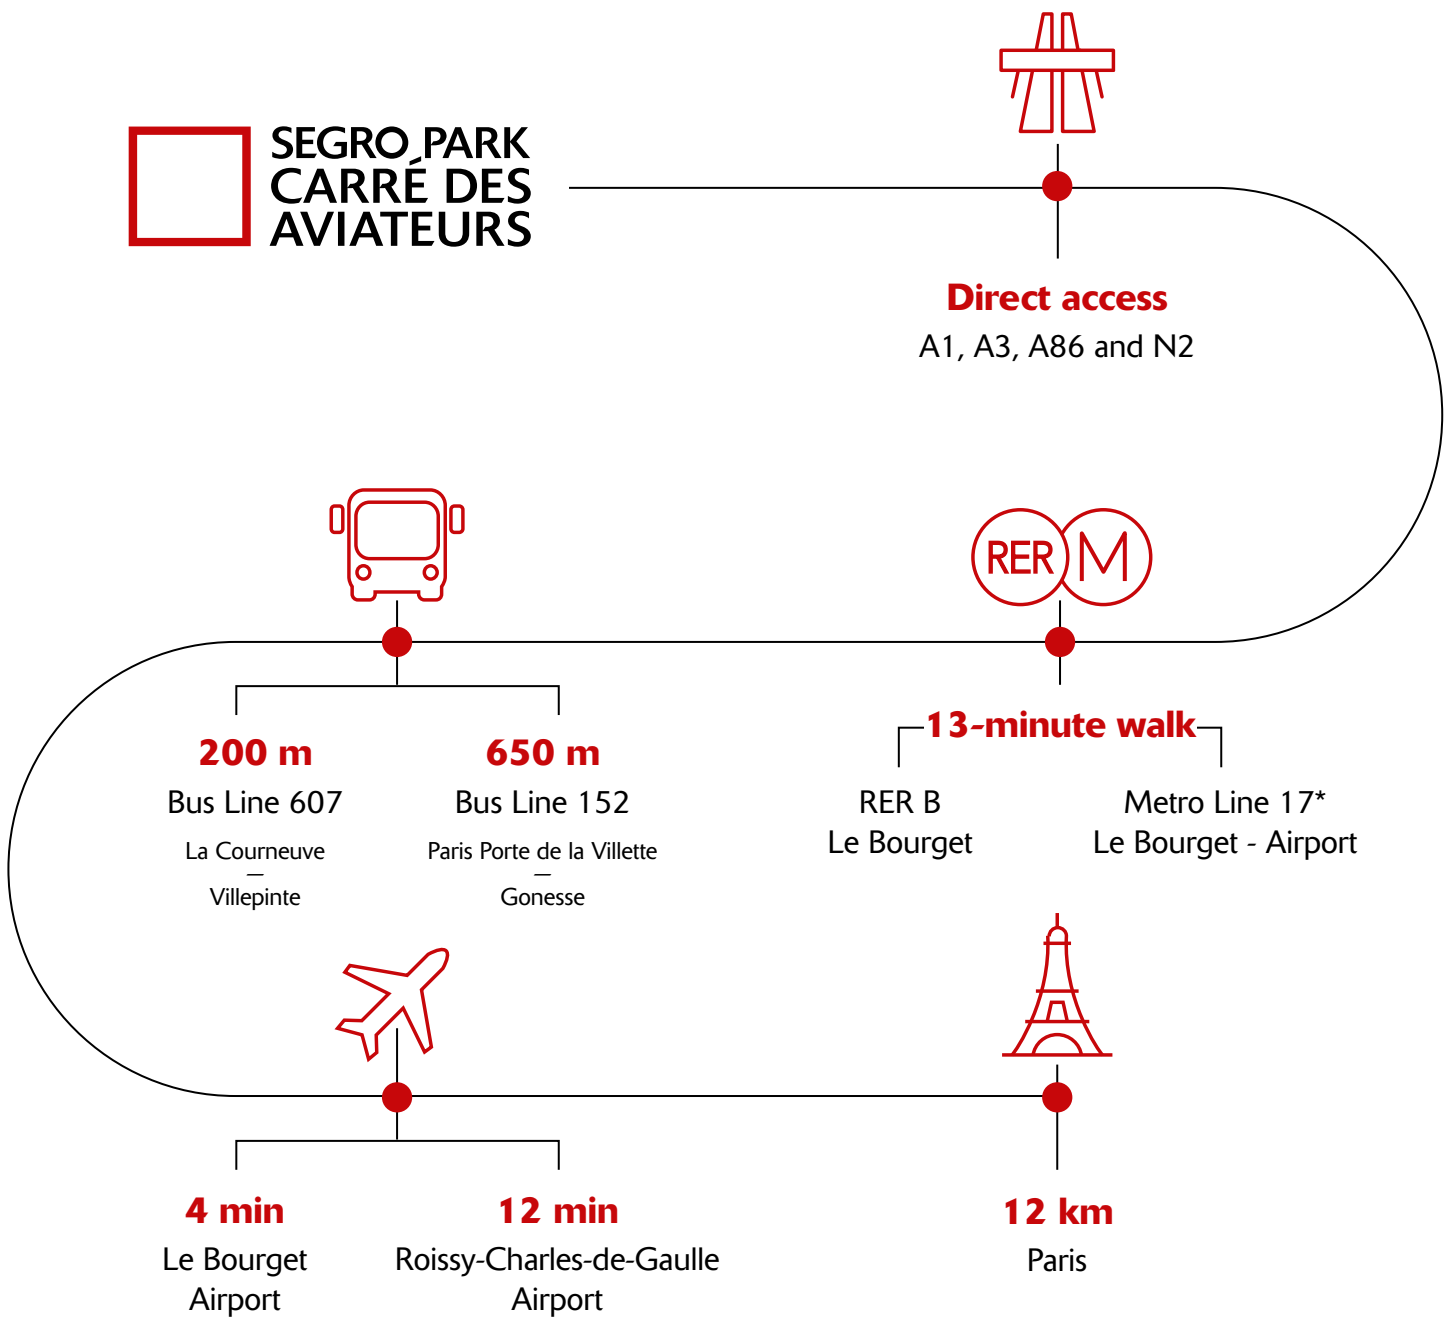 SEGRO PARK
CARRÉ DES
AVIATEURS
Direct access
A1, A3, A86 and N2
RER M
200 m
Bus Line 607
La Courneuve
—
Villepinte
650 m
Bus Line 152
Paris Porte de la Villette
—
Gonesse
13-minute walk
RER B
Le Bourget
Metro Line 17*
Le Bourget - Airport
4 min
Le Bourget
Airport
12 min
Roissy-Charles-de-Gaulle
Airport
12 km
Paris